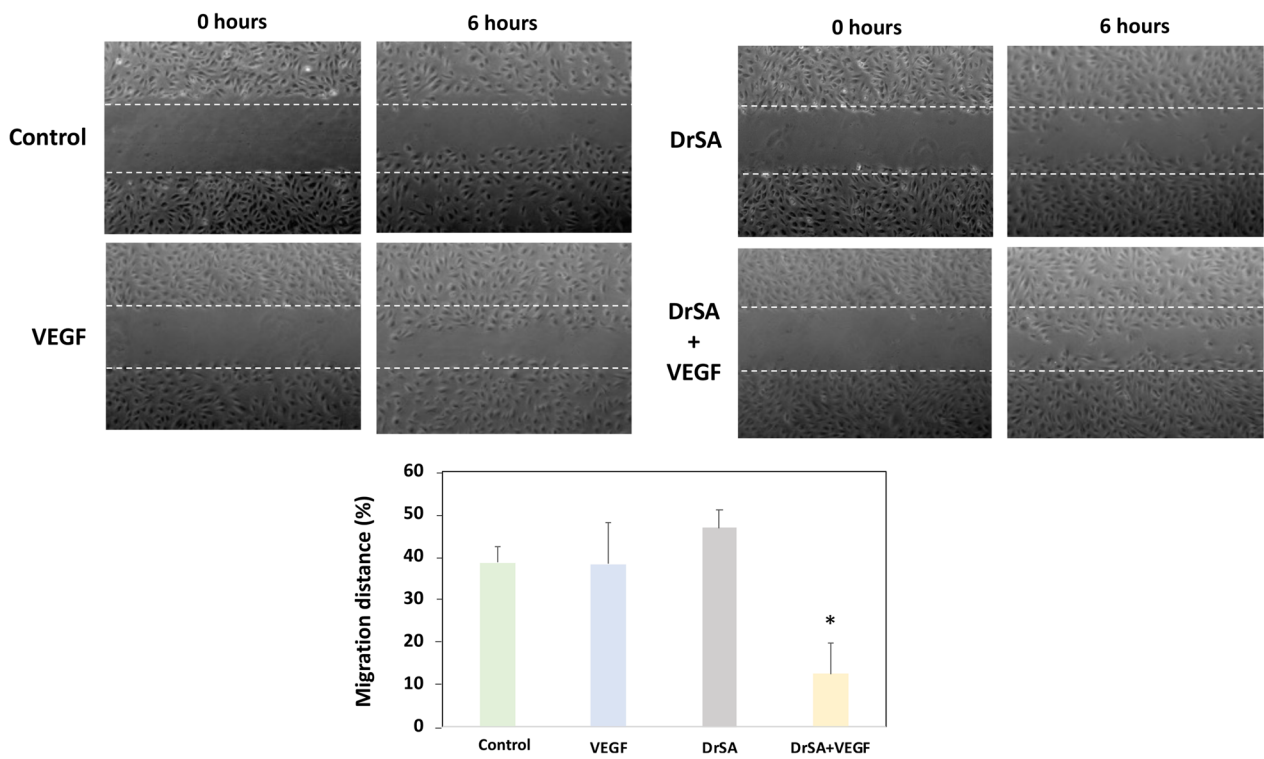 0 hours
6 hours
Control
VEGF
0 hours
6 hours
DrSA
DrSA
+
VEGF
Migration distance (%)
60
50
40
30
20
10
0
*
Control
VEGF
DrSA
DrSA+VEGF